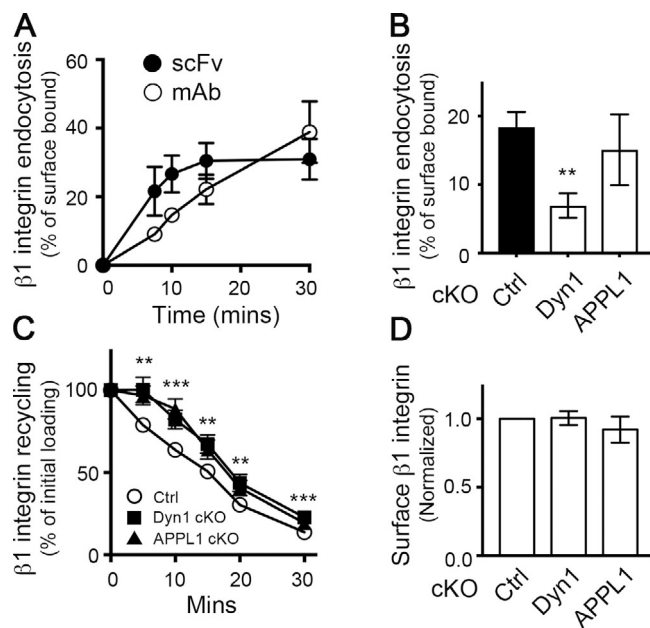 A
β1 integrin endocytosis
(% of surface bound)
60
40
20
0
scFv
mAb
0
10
20
30
Time (mins)
B
β1 integrin endocytosis
(% of surface bound)
20
10
0
**
cKO
Ctrl
Dyn1
APPL1
C
β1 integrin recycling
(% of initial loading)
100
50
0
**
***
**
**
***
Ctrl
Dyn1 cKO
APPL1 cKO
0
10
20
30
Mins
D
Surface β1 integrin
(Normalized)
1.0
0.5
0.0
cKO
Ctrl
Dyn1
APPL1